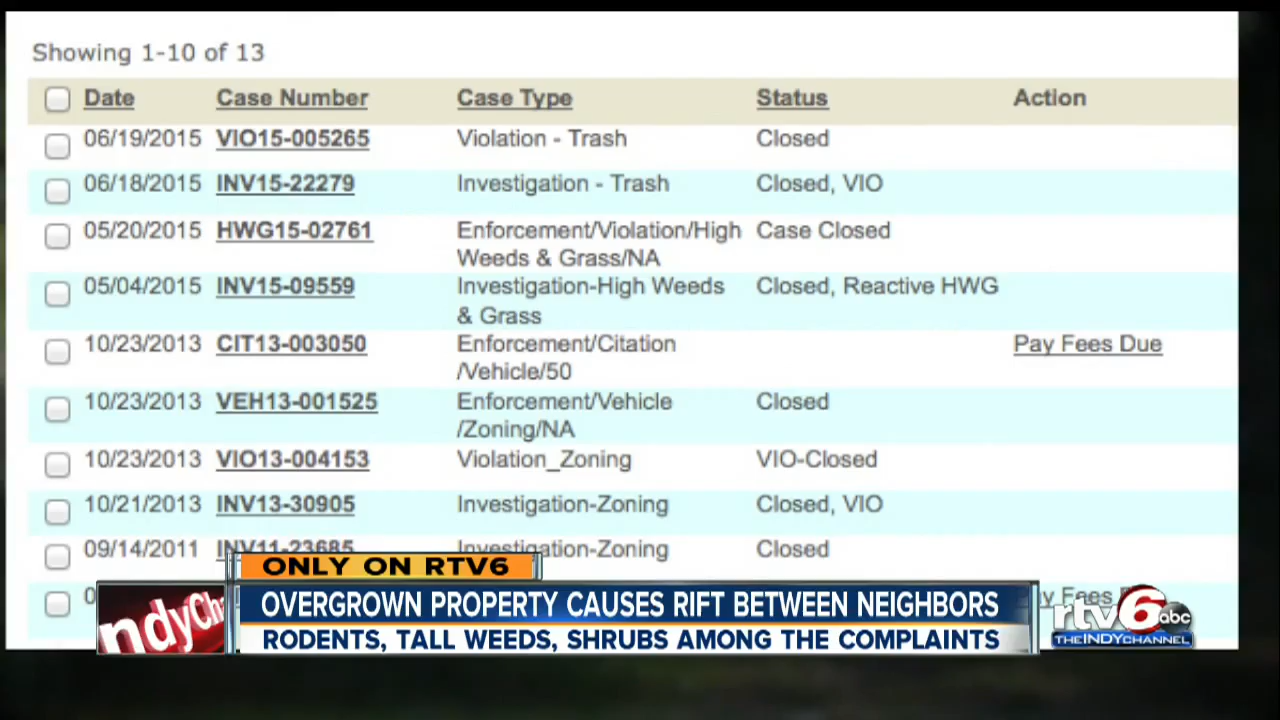 Showing 1-10 of 13
Date Case Number Case Type Status Action
06/19/2015 VIO15-005265 Violation - Trash Closed
06/18/2015 INV15-22279 Investigation - Trash Closed, VIO
05/20/2015 HWG15-02761 Enforcement/Violation/High Case Closed
Weeds & Grass/NA
05/04/2015 INV15-09559 Investigation-High Weeds Closed, Reactive HWG
& Grass
10/23/2013 CIT13-003050 Enforcement/Citation Pay Fees Due
/Vehicle/50
10/23/2013 VEH13-001525 Enforcement/Vehicle Closed
/Zoning/NA
10/23/2013 VIO13-004153 Violation_Zoning VIO-Closed
10/21/2013 INV13-30905 Investigation-Zoning Closed, VIO
09/14/2011 INV11-23685 Investigation-Zoning Closed
ONLY ON RTV6
OVERGROWN PROPERTY CAUSES RIFT BETWEEN NEIGHBORS
RODENTS, TALL WEEDS, SHRUBS AMONG THE COMPLAINTS
rtv6 abc
THEINDYCHANNEL